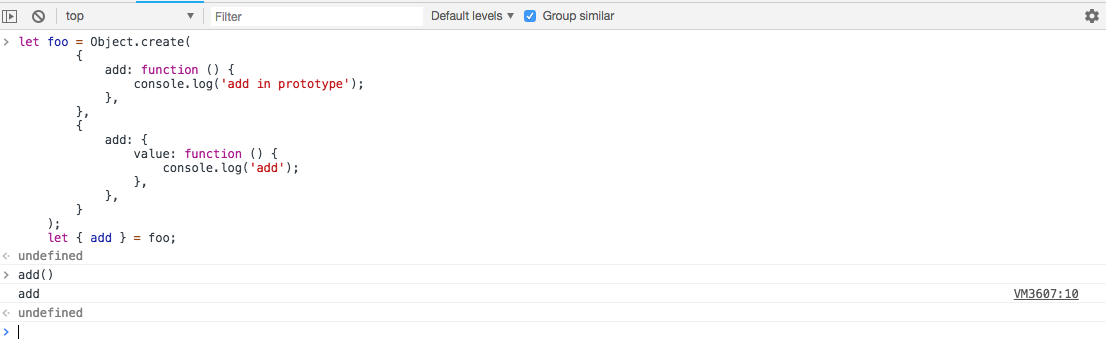 top Filter Default levels Group similar
let foo = Object.create(
{
add: function () {
console.log('add in prototype');
},
},
{
add: {
value: function () {
console.log('add');
},
},
}
);
let { add } = foo;
undefined
add()
add VM3607:10
undefined